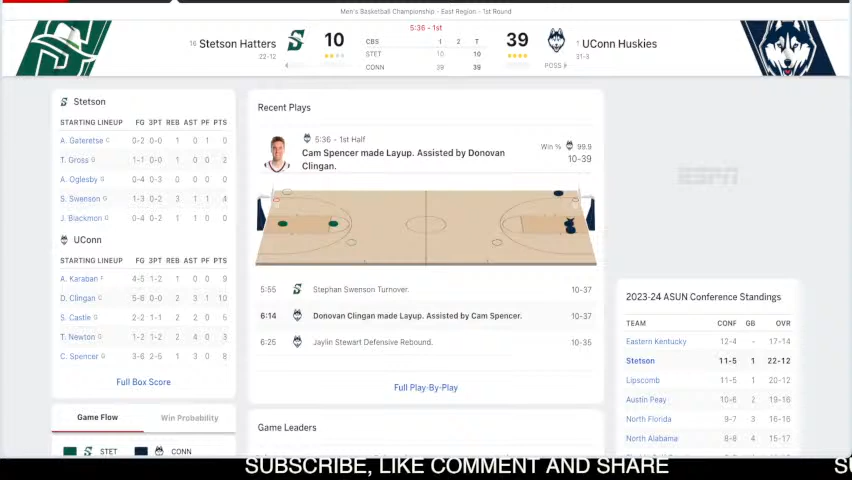 Men's Basketball Championship - East Region - 1st Round
16 Stetson Hatters
22-12
10
5:36 - 1st
CBS 1 2 T
STET 10 10
CONN 39 39
39
1 UConn Huskies
31-3
POSS
Stetson
STARTING LINEUP FG 3PT REB AST PF PTS
A. Gateretse C 0-2 0-0 1 0 1 0
T. Gross G 1-1 0-0 1 0 0 2
A. Oglesby G 0-4 0-3 0 0 0 0
S. Swenson G 1-3 0-2 3 1 1 4
J. Blackmon G 0-4 0-2 1 1 0 0
UConn
STARTING LINEUP FG 3PT REB AST PF PTS
A. Karaban F 4-5 1-2 1 0 0 9
D. Clingan C 5-8 0-0 2 3 1 10
S. Castle G 2-2 1-1 2 2 0 5
T. Newton G 1-2 1-2 2 4 0 3
C. Spencer G 3-6 2-5 1 3 0 8
Full Box Score
Game Flow Win Probability
STET CONN
Recent Plays
5:36 - 1st Half
Cam Spencer made Layup. Assisted by Donovan
Clingan.
Win % 99.9
10-39
5:55 Stephan Swenson Turnover. 10-37
6:14 Donovan Clingan made Layup. Assisted by Cam Spencer. 10-37
6:25 Jaylin Stewart Defensive Rebound. 10-35
Full Play-By-Play
Game Leaders
ESPN
2023-24 ASUN Conference Standings
TEAM CONF GB OVR
Eastern Kentucky 12-4 - 17-14
Stetson 11-5 1 22-12
Lipscomb 11-5 1 20-12
Austin Peay 10-6 2 19-16
North Florida 9-7 3 16-16
North Alabama 8-8 4 15-17
SUBSCRIBE, LIKE COMMENT AND SHARE